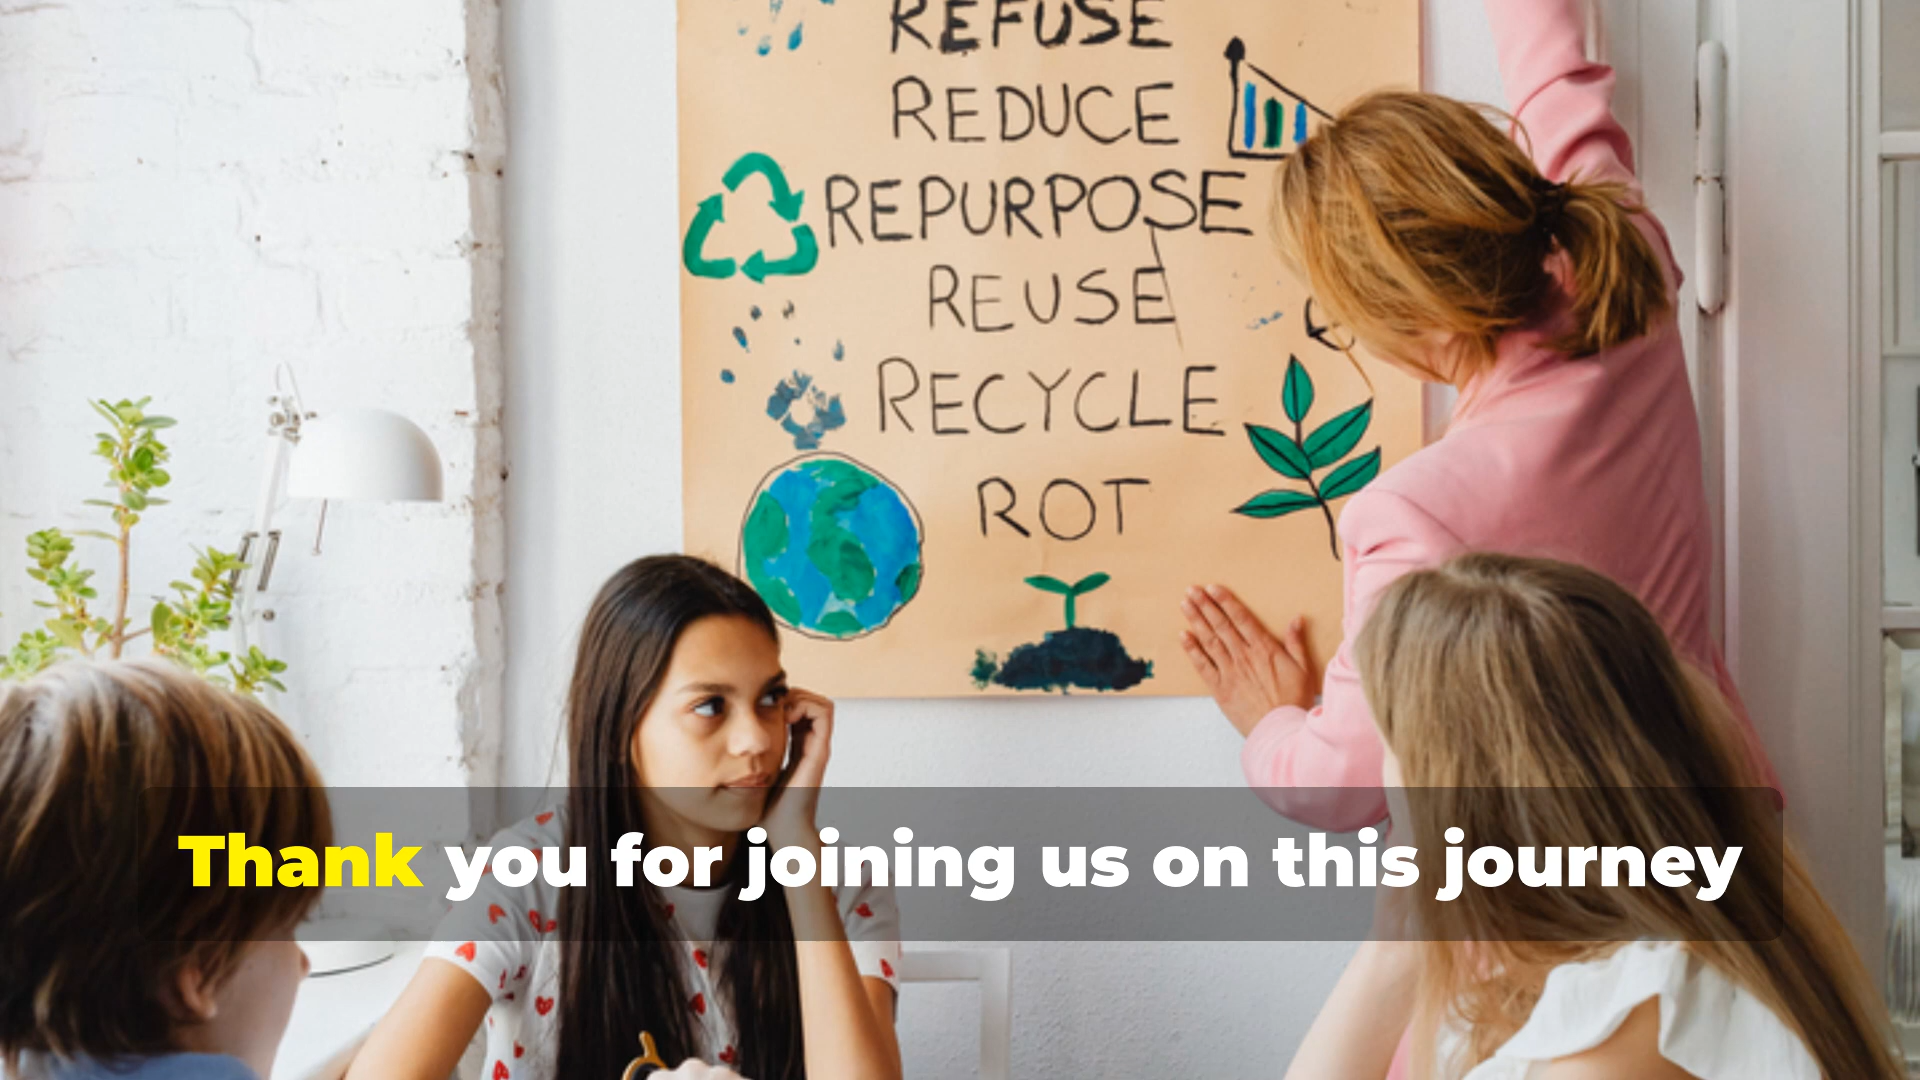 REFUSE
REDUCE
REPURPOSE
REUSE
RECYCLE
ROT
Thank you for joining us on this journey